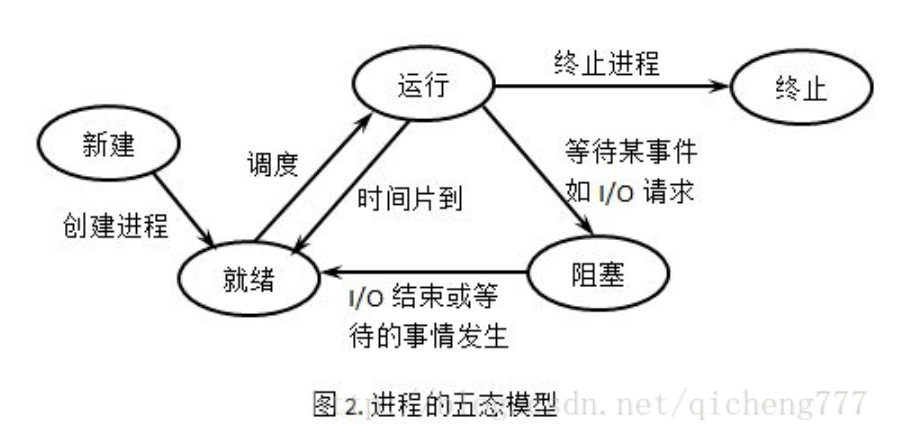 运行
终止进程
终止
新建
调度
时间片到
等待某事件
如 I/O 请求
创建进程
就绪
阻塞
I/O 结束或等
待的事情发生
图 2. 进程的五态模型
sdn.net/qicheng777